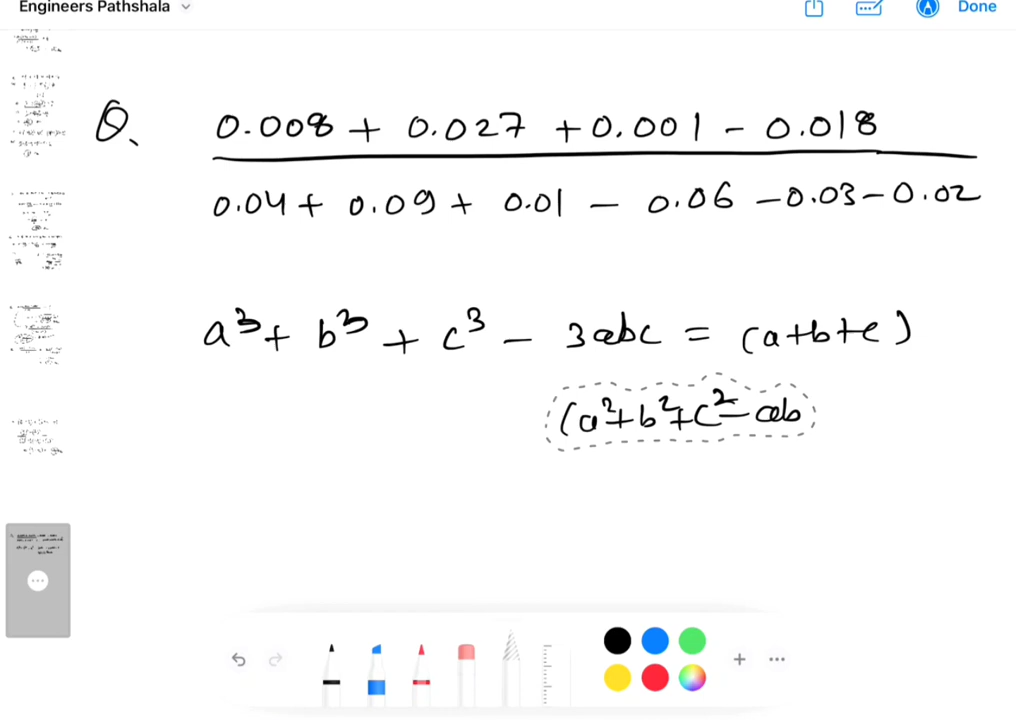 Engineers Pathshala
Done
Q. 0.008 + 0.027 + 0.001 - 0.018
0.04 + 0.09 + 0.01 - 0.06 - 0.03 - 0.02
a³ + b³ + c³ - 3abc = (a+b+c)
(a²+b²+c²-ab